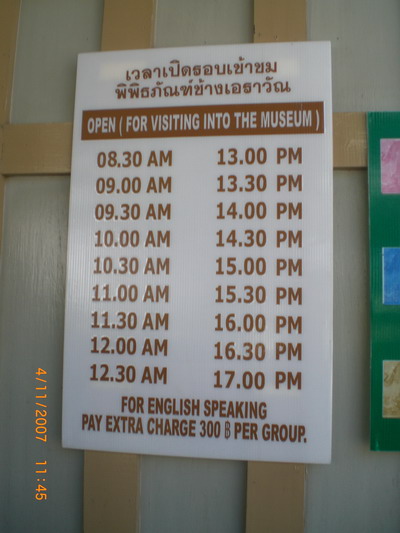 เวลาเปิดรอบเข้าชม
พิพิธภัณฑ์ช้างเอราวัณ
OPEN ( FOR VISITING INTO THE MUSEUM )
08.30 AM 13.00 PM
09.00 AM 13.30 PM
09.30 AM 14.00 PM
10.00 AM 14.30 PM
10.30 AM 15.00 PM
11.00 AM 15.30 PM
11.30 AM 16.00 PM
12.00 AM 16.30 PM
12.30 AM 17.00 PM
FOR ENGLISH SPEAKING
PAY EXTRA CHARGE 300 ฿ PER GROUP.
4/11/2007 11:45